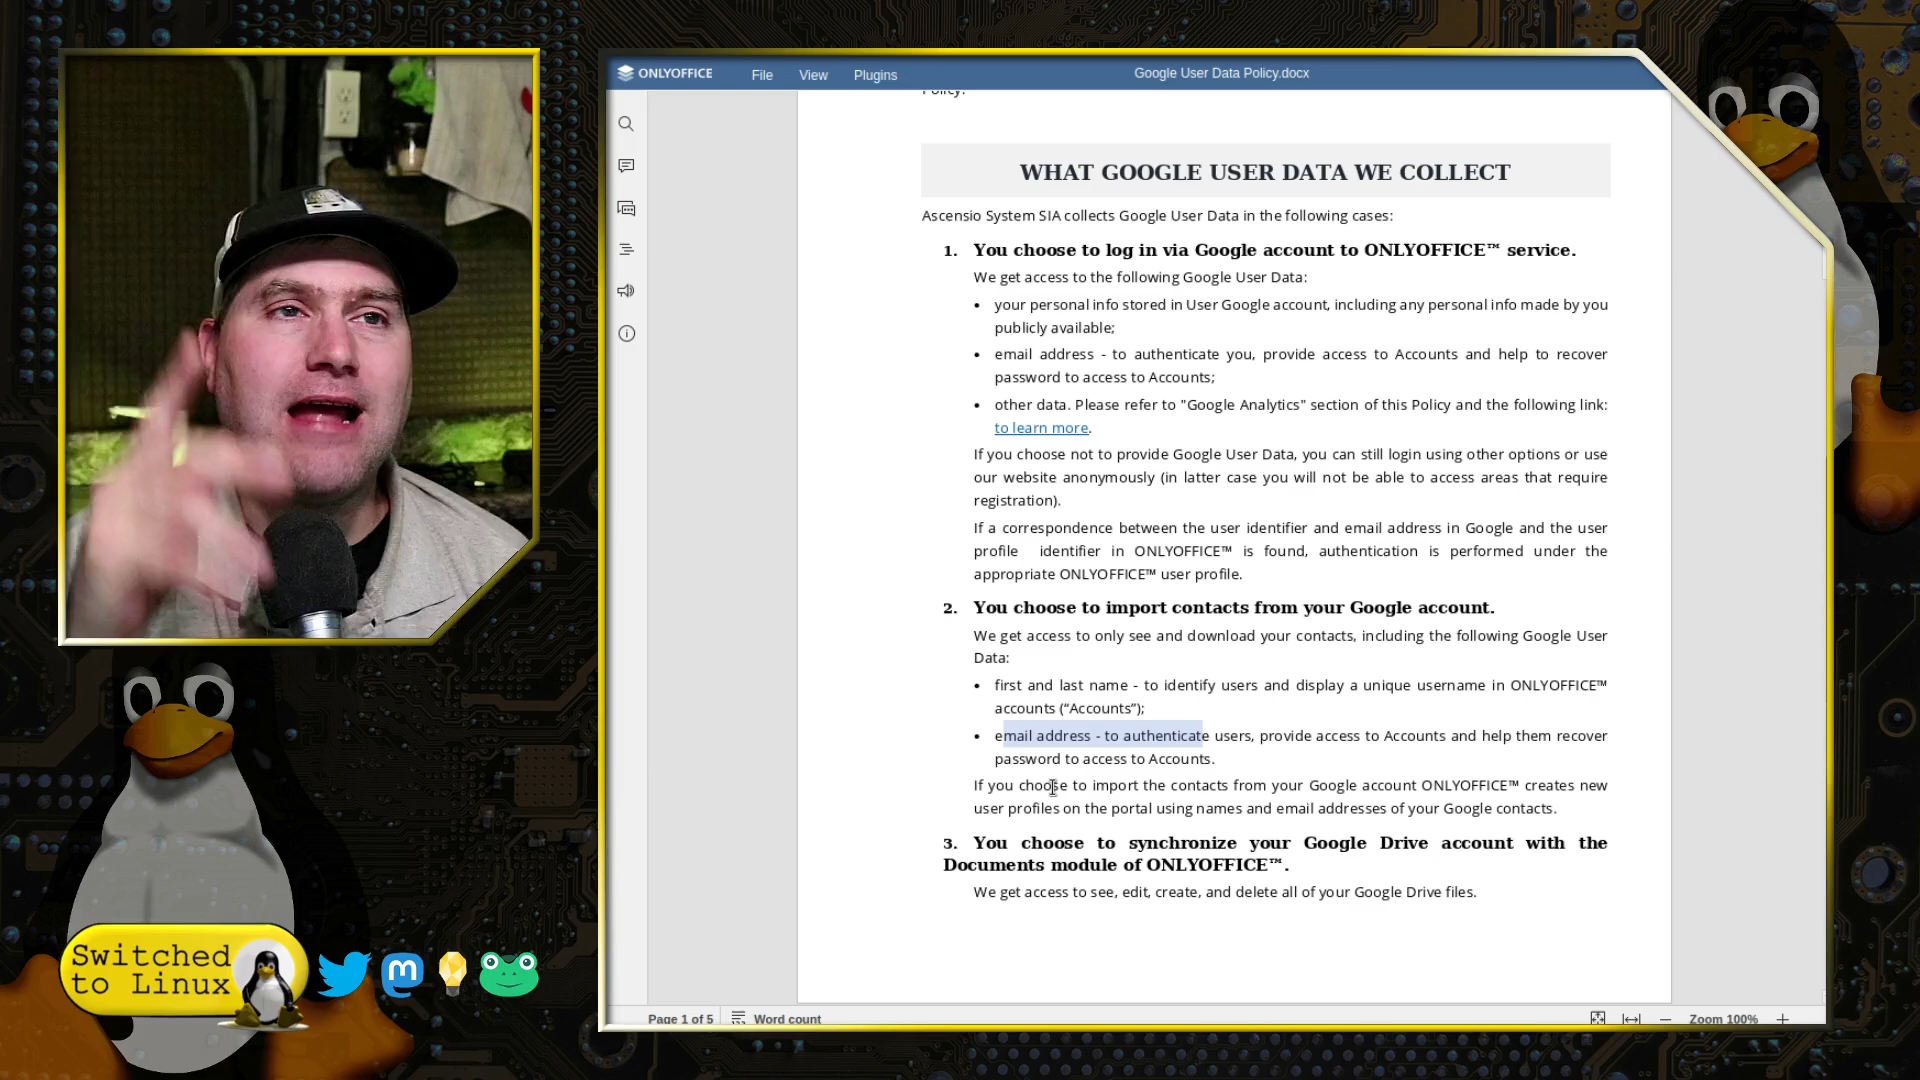 ONLYOFFICE
File View Plugins
Google User Data Policy.docx
Policy.
WHAT GOOGLE USER DATA WE COLLECT
Ascensio System SIA collects Google User Data in the following cases:
1. You choose to log in via Google account to ONLYOFFICE™ service.
We get access to the following Google User Data:
• your personal info stored in User Google account, including any personal info made by you
publicly available;
• email address - to authenticate you, provide access to Accounts and help to recover
password to access to Accounts;
• other data. Please refer to "Google Analytics" section of this Policy and the following link:
to learn more.
If you choose not to provide Google User Data, you can still login using other options or use
our website anonymously (in latter case you will not be able to access areas that require
registration).
If a correspondence between the user identifier and email address in Google and the user
profile identifier in ONLYOFFICE™ is found, authentication is performed under the
appropriate ONLYOFFICE™ user profile.
2. You choose to import contacts from your Google account.
We get access to only see and download your contacts, including the following Google User
Data:
• first and last name - to identify users and display a unique username in ONLYOFFICE™
accounts (“Accounts”);
• email address - to authenticate users, provide access to Accounts and help them recover
password to access to Accounts.
If you choose to import the contacts from your Google account ONLYOFFICE™ creates new
user profiles on the portal using names and email addresses of your Google contacts.
3. You choose to synchronize your Google Drive account with the
Documents module of ONLYOFFICE™.
We get access to see, edit, create, and delete all of your Google Drive files.
Page 1 of 5 Word count
Zoom 100%
Switched
to Linux